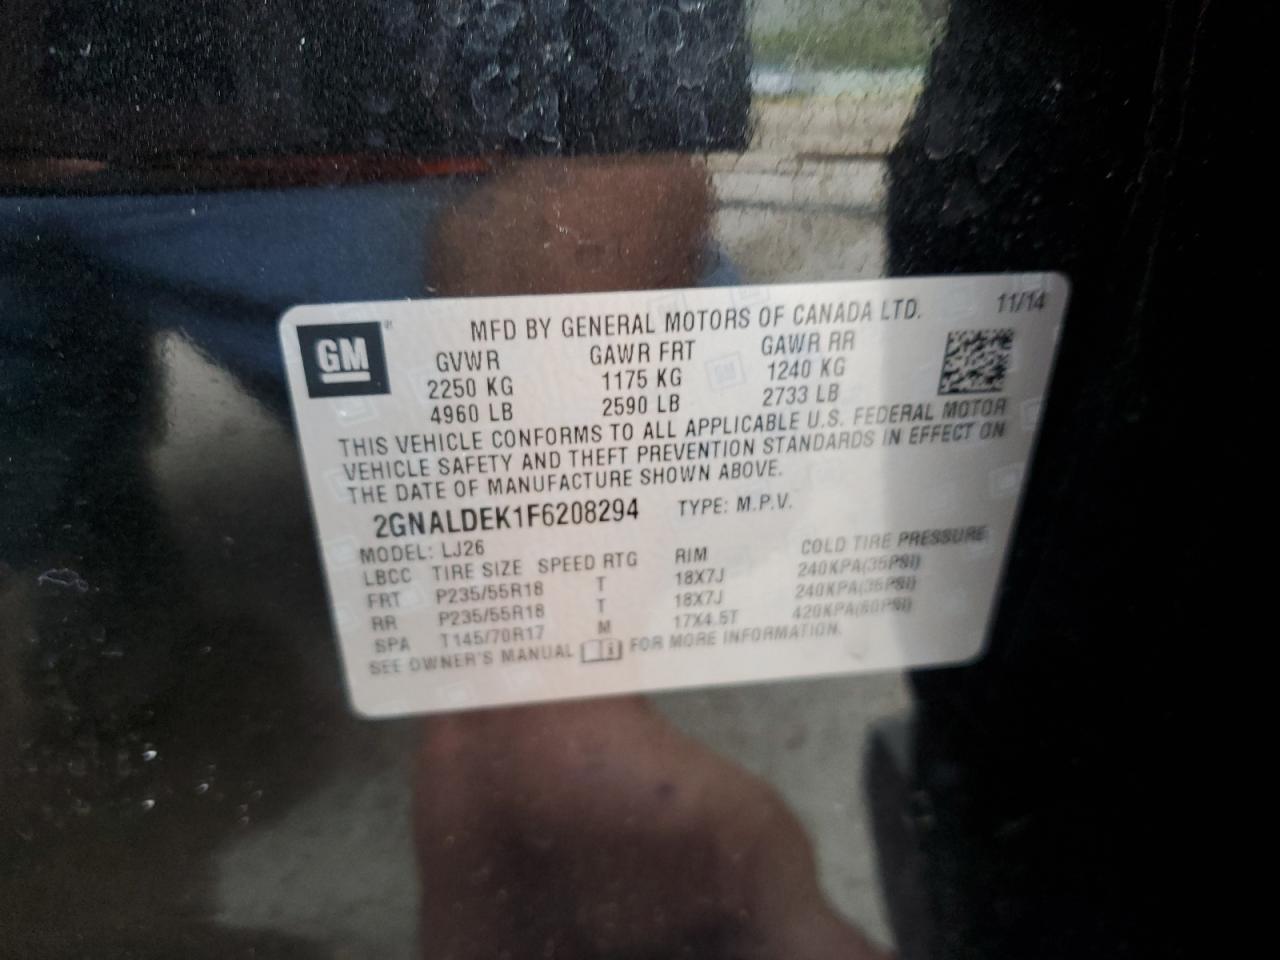 GM
MFD BY GENERAL MOTORS OF CANADA LTD. 11/14
GVWR GAWR FRT GAWR RR
2250 KG 1175 KG 1240 KG
4960 LB 2590 LB 2733 LB
THIS VEHICLE CONFORMS TO ALL APPLICABLE U.S. FEDERAL MOTOR
VEHICLE SAFETY AND THEFT PREVENTION STANDARDS IN EFFECT ON
THE DATE OF MANUFACTURE SHOWN ABOVE.
2GNALDEK1F6208294 TYPE: M.P.V.
MODEL: LJ26
LBCC TIRE SIZE SPEED RTG RIM COLD TIRE PRESSURE
FRT P235/55R18 T 18X7J 240KPA(35PSI)
RR P235/55R18 T 18X7J 240KPA(35PSI)
SPA T145/70R17 M 17X4.5T 420KPA(60PSI)
SEE OWNER'S MANUAL FOR MORE INFORMATION.